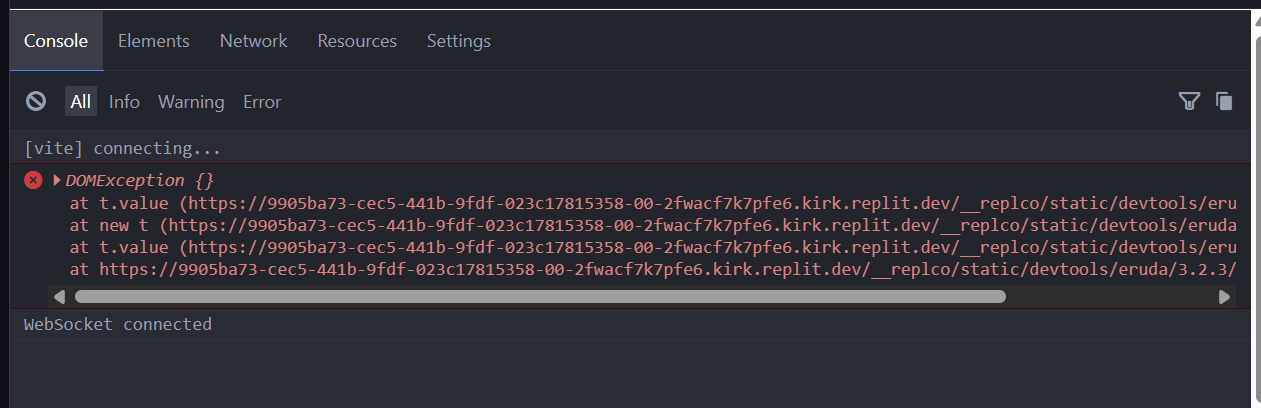 Console Elements Network Resources Settings
All Info Warning Error
[vite] connecting...
DOMException {}
at t.value (https://9905ba73-cec5-441b-9fdf-023c17815358-00-2fwacf7k7pfe6.kirk.replit.dev/__replco/static/devtools/eru
at new t (https://9905ba73-cec5-441b-9fdf-023c17815358-00-2fwacf7k7pfe6.kirk.replit.dev/__replco/static/devtools/eruda
at t.value (https://9905ba73-cec5-441b-9fdf-023c17815358-00-2fwacf7k7pfe6.kirk.replit.dev/__replco/static/devtools/eru
at https://9905ba73-cec5-441b-9fdf-023c17815358-00-2fwacf7k7pfe6.kirk.replit.dev/__replco/static/devtools/eruda/3.2.3/
WebSocket connected